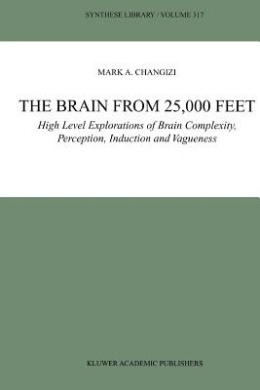 SYNTHESE LIBRARY / VOLUME 317
MARK A. CHANGIZI
THE BRAIN FROM 25,000 FEET
High Level Explorations of Brain Complexity,
Perception, Induction and Vagueness
KLUWER ACADEMIC PUBLISHERS